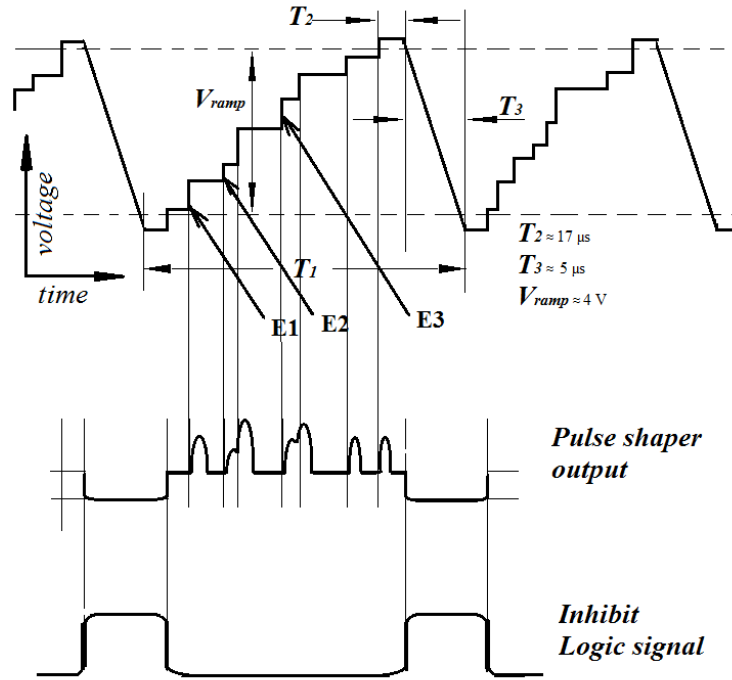 T2
Vramp
T3
voltage
time
T1
T2 ≈ 17 μs
T3 ≈ 5 μs
Vramp ≈ 4 V
E1
E2
E3
Pulse shaper
output
Inhibit
Logic signal